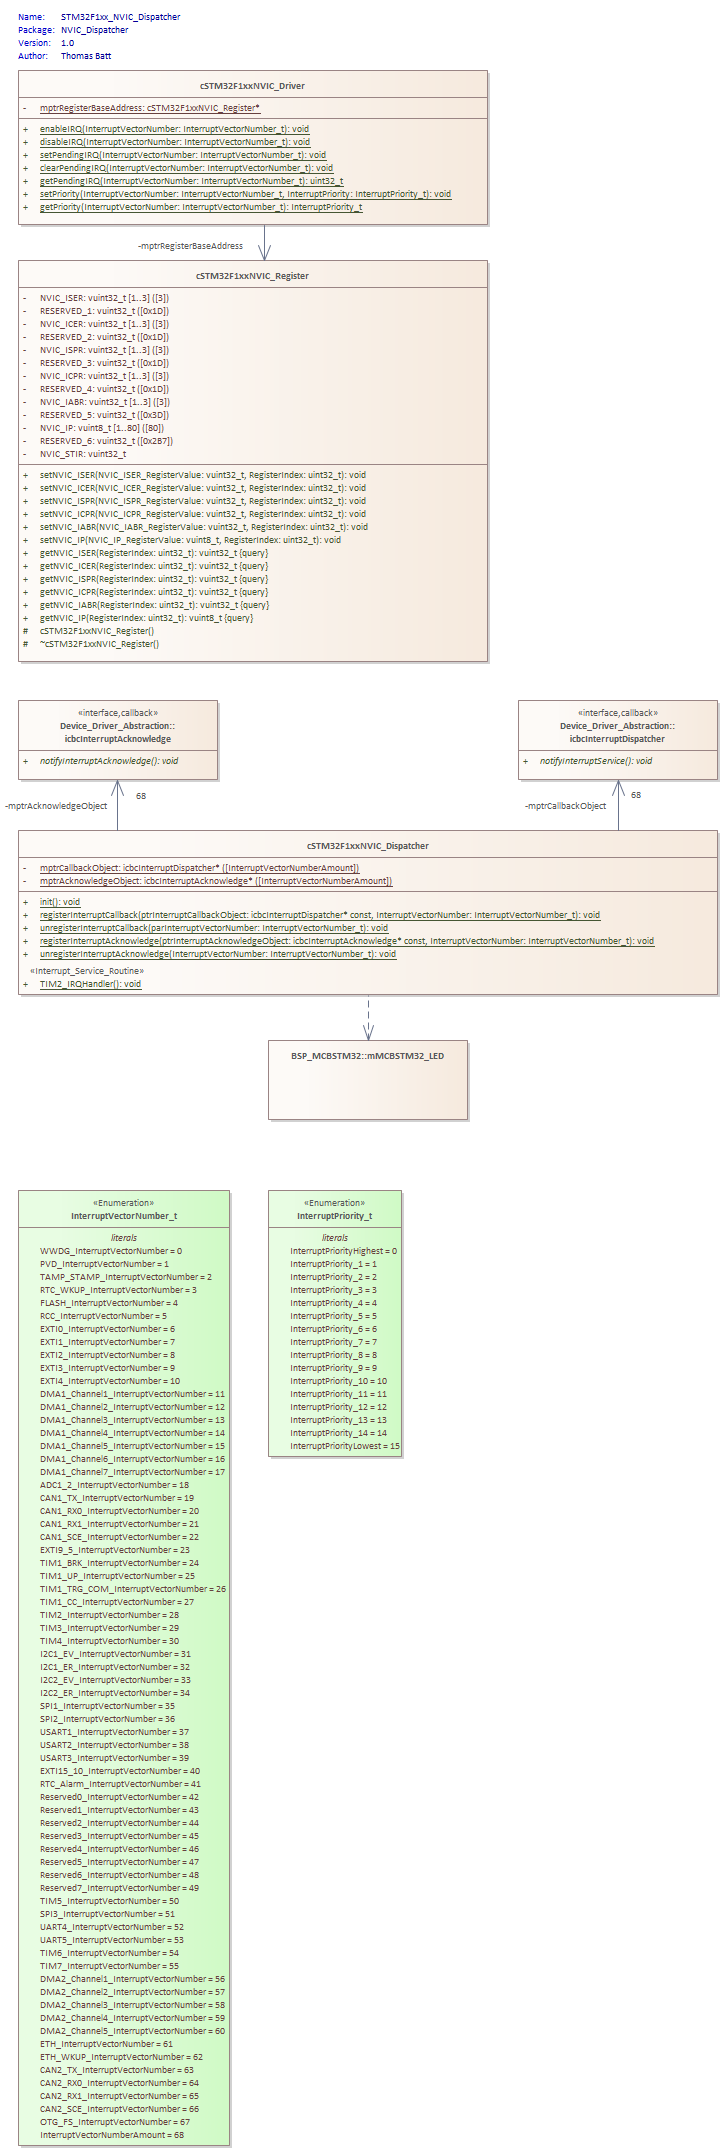 Name: STM32F1xx_NVIC_Dispatcher
Package: NVIC_Dispatcher
Version: 1.0
Author: Thomas Batt
cSTM32F1xxNVIC_Driver
- mptrRegisterBaseAddress: cSTM32F1xxNVIC_Register*
+ enableIRQ(InterruptVectorNumber: InterruptVectorNumber_t): void
+ disableIRQ(InterruptVectorNumber: InterruptVectorNumber_t): void
+ setPendingIRQ(InterruptVectorNumber: InterruptVectorNumber_t): void
+ clearPendingIRQ(InterruptVectorNumber: InterruptVectorNumber_t): void
+ getPendingIRQ(InterruptVectorNumber: InterruptVectorNumber_t): uint32_t
+ setPriority(InterruptVectorNumber: InterruptVectorNumber_t, InterruptPriority: InterruptPriority_t): void
+ getPriority(InterruptVectorNumber: InterruptVectorNumber_t): InterruptPriority_t
-mptrRegisterBaseAddress
cSTM32F1xxNVIC_Register
- NVIC_ISER: vuint32_t [1..3] ([3])
- RESERVED_1: vuint32_t ([0x1D])
- NVIC_ICER: vuint32_t [1..3] ([3])
- RESERVED_2: vuint32_t ([0x1D])
- NVIC_ISPR: vuint32_t [1..3] ([3])
- RESERVED_3: vuint32_t ([0x1D])
- NVIC_ICPR: vuint32_t [1..3] ([3])
- RESERVED_4: vuint32_t ([0x1D])
- NVIC_IABR: vuint32_t [1..3] ([3])
- RESERVED_5: vuint32_t ([0x3D])
- NVIC_IP: vuint8_t [1..80] ([80])
- RESERVED_6: vuint32_t ([0x2B7])
- NVIC_STIR: vuint32_t
+ setNVIC_ISER(NVIC_ISER_RegisterValue: vuint32_t, RegisterIndex: uint32_t): void
+ setNVIC_ICER(NVIC_ICER_RegisterValue: vuint32_t, RegisterIndex: uint32_t): void
+ setNVIC_ISPR(NVIC_ISPR_RegisterValue: vuint32_t, RegisterIndex: uint32_t): void
+ setNVIC_ICPR(NVIC_ICPR_RegisterValue: vuint32_t, RegisterIndex: uint32_t): void
+ setNVIC_IABR(NVIC_IABR_RegisterValue: vuint32_t, RegisterIndex: uint32_t): void
+ setNVIC_IP(NVIC_IP_RegisterValue: vuint8_t, RegisterIndex: uint32_t): void
+ getNVIC_ISER(RegisterIndex: uint32_t): vuint32_t {query}
+ getNVIC_ICER(RegisterIndex: uint32_t): vuint32_t {query}
+ getNVIC_ISPR(RegisterIndex: uint32_t): vuint32_t {query}
+ getNVIC_ICPR(RegisterIndex: uint32_t): vuint32_t {query}
+ getNVIC_IABR(RegisterIndex: uint32_t): vuint32_t {query}
+ getNVIC_IP(RegisterIndex: uint32_t): vuint8_t {query}
# cSTM32F1xxNVIC_Register()
# ~cSTM32F1xxNVIC_Register()
«interface,callback»
Device_Driver_Abstraction::
icbcInterruptAcknowledge
+ notifyInterruptAcknowledge(): void
«interface,callback»
Device_Driver_Abstraction::
icbcInterruptDispatcher
+ notifyInterruptService(): void
68
-mptrAcknowledgeObject
68
-mptrCallbackObject
cSTM32F1xxNVIC_Dispatcher
- mptrCallbackObject: icbcInterruptDispatcher* ([InterruptVectorNumberAmount])
- mptrAcknowledgeObject: icbcInterruptAcknowledge* ([InterruptVectorNumberAmount])
+ init(): void
+ registerInterruptCallback(ptrInterruptCallbackObject: icbcInterruptDispatcher* const, InterruptVectorNumber: InterruptVectorNumber_t): void
+ unregisterInterruptCallback(parInterruptVectorNumber: InterruptVectorNumber_t): void
+ registerInterruptAcknowledge(ptrInterruptAcknowledgeObject: icbcInterruptAcknowledge* const, InterruptVectorNumber: InterruptVectorNumber_t): void
+ unregisterInterruptAcknowledge(InterruptVectorNumber: InterruptVectorNumber_t): void
«Interrupt_Service_Routine»
+ TIM2_IRQHandler(): void
BSP_MCBSTM32::mMCBSTM32_LED
«Enumeration»
InterruptVectorNumber_t
literals
WWDG_InterruptVectorNumber = 0
PVD_InterruptVectorNumber = 1
TAMP_STAMP_InterruptVectorNumber = 2
RTC_WKUP_InterruptVectorNumber = 3
FLASH_InterruptVectorNumber = 4
RCC_InterruptVectorNumber = 5
EXTI0_InterruptVectorNumber = 6
EXTI1_InterruptVectorNumber = 7
EXTI2_InterruptVectorNumber = 8
EXTI3_InterruptVectorNumber = 9
EXTI4_InterruptVectorNumber = 10
DMA1_Channel1_InterruptVectorNumber = 11
DMA1_Channel2_InterruptVectorNumber = 12
DMA1_Channel3_InterruptVectorNumber = 13
DMA1_Channel4_InterruptVectorNumber = 14
DMA1_Channel5_InterruptVectorNumber = 15
DMA1_Channel6_InterruptVectorNumber = 16
DMA1_Channel7_InterruptVectorNumber = 17
ADC1_2_InterruptVectorNumber = 18
CAN1_TX_InterruptVectorNumber = 19
CAN1_RX0_InterruptVectorNumber = 20
CAN1_RX1_InterruptVectorNumber = 21
CAN1_SCE_InterruptVectorNumber = 22
EXTI9_5_InterruptVectorNumber = 23
TIM1_BRK_InterruptVectorNumber = 24
TIM1_UP_InterruptVectorNumber = 25
TIM1_TRG_COM_InterruptVectorNumber = 26
TIM1_CC_InterruptVectorNumber = 27
TIM2_InterruptVectorNumber = 28
TIM3_InterruptVectorNumber = 29
TIM4_InterruptVectorNumber = 30
I2C1_EV_InterruptVectorNumber = 31
I2C1_ER_InterruptVectorNumber = 32
I2C2_EV_InterruptVectorNumber = 33
I2C2_ER_InterruptVectorNumber = 34
SPI1_InterruptVectorNumber = 35
SPI2_InterruptVectorNumber = 36
USART1_InterruptVectorNumber = 37
USART2_InterruptVectorNumber = 38
USART3_InterruptVectorNumber = 39
EXTI15_10_InterruptVectorNumber = 40
RTC_Alarm_InterruptVectorNumber = 41
Reserved0_InterruptVectorNumber = 42
Reserved1_InterruptVectorNumber = 43
Reserved2_InterruptVectorNumber = 44
Reserved3_InterruptVectorNumber = 45
Reserved4_InterruptVectorNumber = 46
Reserved5_InterruptVectorNumber = 47
Reserved6_InterruptVectorNumber = 48
Reserved7_InterruptVectorNumber = 49
TIM5_InterruptVectorNumber = 50
SPI3_InterruptVectorNumber = 51
UART4_InterruptVectorNumber = 52
UART5_InterruptVectorNumber = 53
TIM6_InterruptVectorNumber = 54
TIM7_InterruptVectorNumber = 55
DMA2_Channel1_InterruptVectorNumber = 56
DMA2_Channel2_InterruptVectorNumber = 57
DMA2_Channel3_InterruptVectorNumber = 58
DMA2_Channel4_InterruptVectorNumber = 59
DMA2_Channel5_InterruptVectorNumber = 60
ETH_InterruptVectorNumber = 61
ETH_WKUP_InterruptVectorNumber = 62
CAN2_TX_InterruptVectorNumber = 63
CAN2_RX0_InterruptVectorNumber = 64
CAN2_RX1_InterruptVectorNumber = 65
CAN2_SCE_InterruptVectorNumber = 66
OTG_FS_InterruptVectorNumber = 67
InterruptVectorNumberAmount = 68
«Enumeration»
InterruptPriority_t
literals
InterruptPriorityHighest = 0
InterruptPriority_1 = 1
InterruptPriority_2 = 2
InterruptPriority_3 = 3
InterruptPriority_4 = 4
InterruptPriority_5 = 5
InterruptPriority_6 = 6
InterruptPriority_7 = 7
InterruptPriority_8 = 8
InterruptPriority_9 = 9
InterruptPriority_10 = 10
InterruptPriority_11 = 11
InterruptPriority_12 = 12
InterruptPriority_13 = 13
InterruptPriority_14 = 14
InterruptPriorityLowest = 15